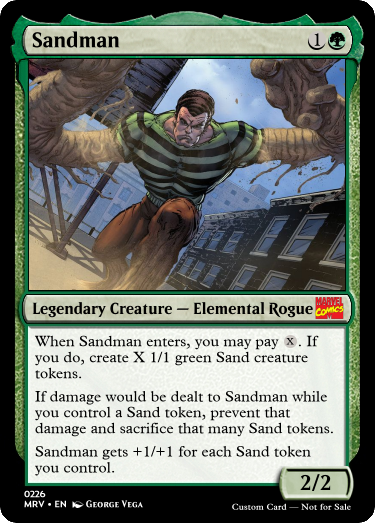 Sandman 1
Legendary Creature — Elemental Rogue MARVEL COMICS
When Sandman enters, you may pay X. If
you do, create X 1/1 green Sand creature
tokens.
If damage would be dealt to Sandman while
you control a Sand token, prevent that
damage and sacrifice that many Sand tokens.
Sandman gets +1/+1 for each Sand token
you control.
2/2
0226
MRV • EN George Vega
Custom Card — Not for Sale